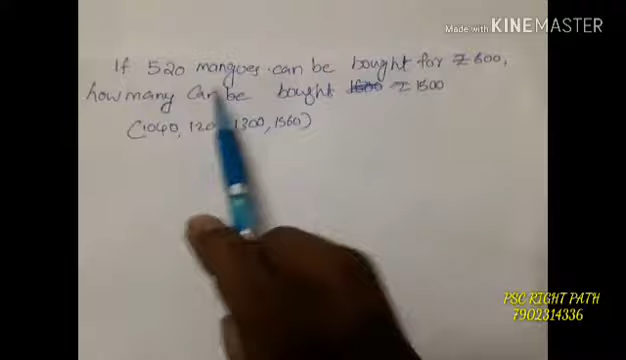 Made with KINEMASTER
If 520 mangoes can be bought for ₹600,
how many can be bought ₹1500
(1040, 120 1300, 1560)
PSC RIGHT PATH
7902314336